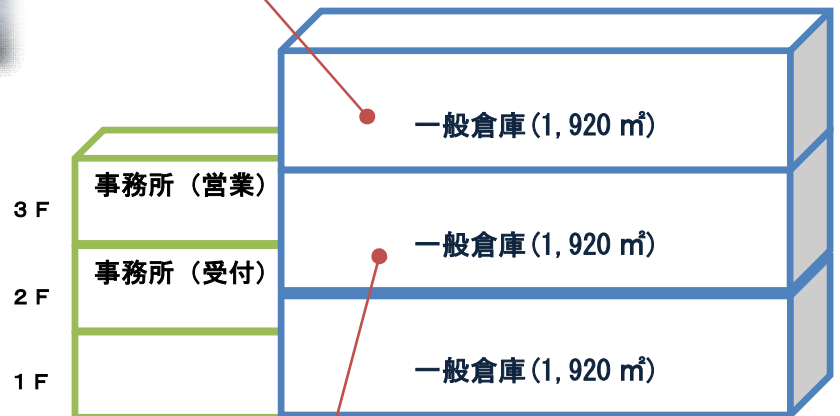 一般倉庫(1,920 ㎡)
事務所（営業）
3F
一般倉庫(1,920 ㎡)
事務所（受付）
2F
一般倉庫(1,920 ㎡)
1F